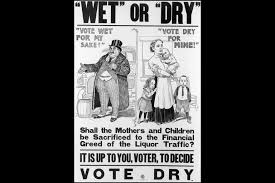 "WET" OR "DRY"
"VOTE WET
FOR MY
SAKE!"
"VOTE DRY
FOR
MINE!"
Shall the Mothers and Children
be Sacrificed to the Financial
Greed of the Liquor Traffic?
IT IS UP TO YOU, VOTER, TO DECIDE
VOTE DRY